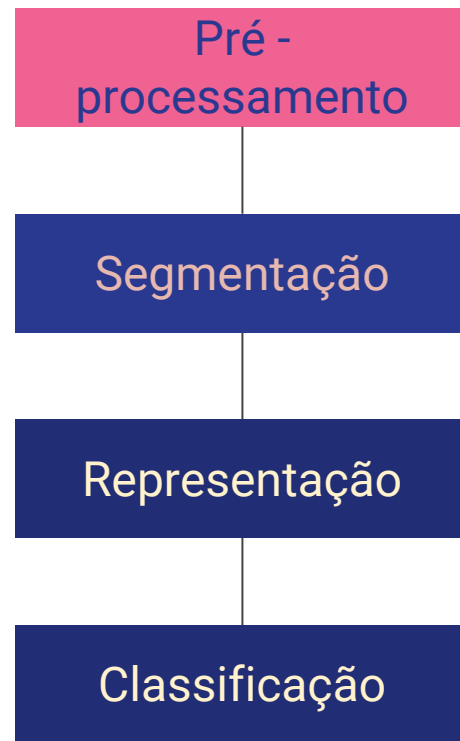 Pré -
processamento
Segmentação
Representação
Classificação